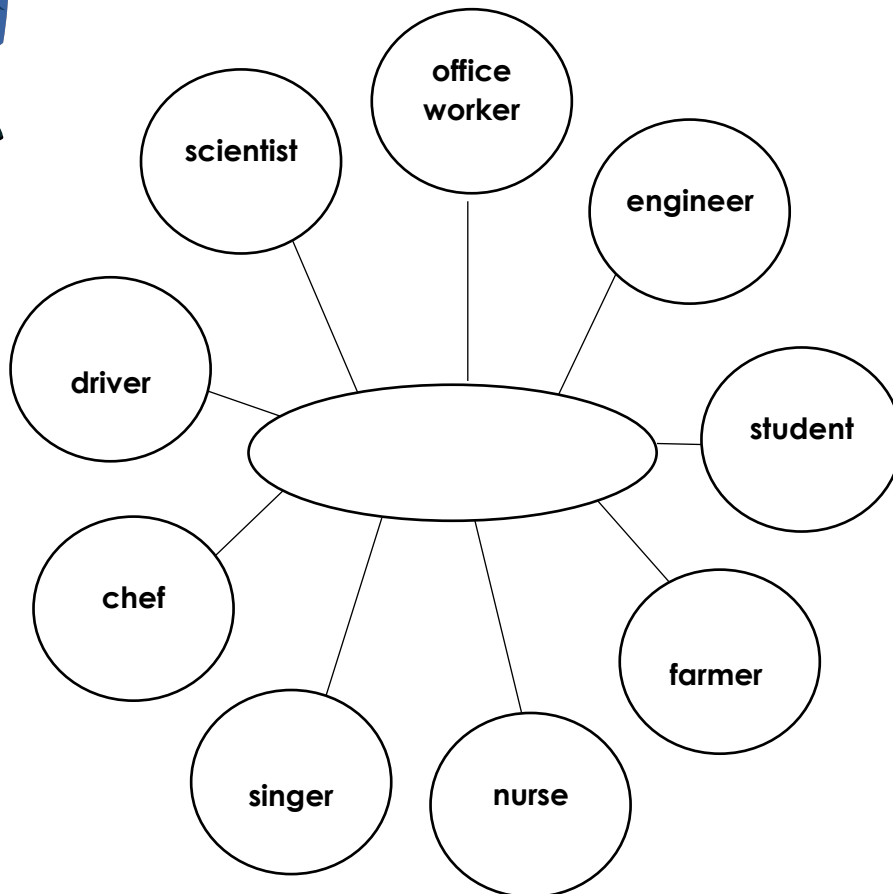 office
worker
scientist
engineer
driver
student
chef
farmer
singer
nurse